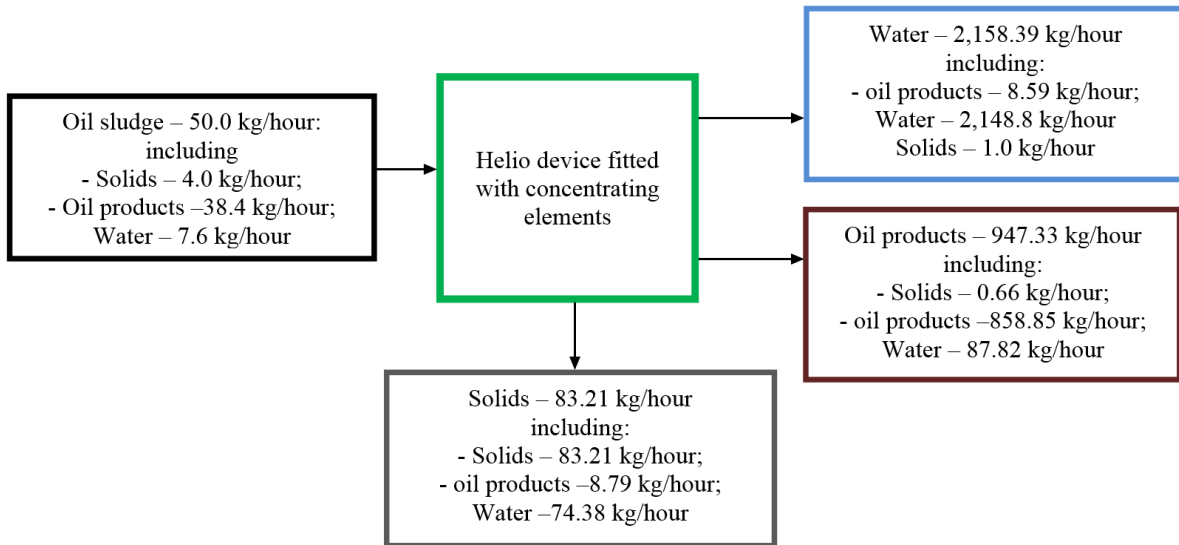 Oil sludge – 50.0 kg/hour:
including
- Solids – 4.0 kg/hour;
- Oil products –38.4 kg/hour;
Water – 7.6 kg/hour
Helio device fitted
with concentrating
elements
Water – 2,158.39 kg/hour
including:
- oil products – 8.59 kg/hour;
Water – 2,148.8 kg/hour
Solids – 1.0 kg/hour
Oil products – 947.33 kg/hour
including:
- Solids – 0.66 kg/hour;
- oil products –858.85 kg/hour;
Water – 87.82 kg/hour
Solids – 83.21 kg/hour
including:
- Solids – 83.21 kg/hour;
- oil products –8.79 kg/hour;
Water –74.38 kg/hour